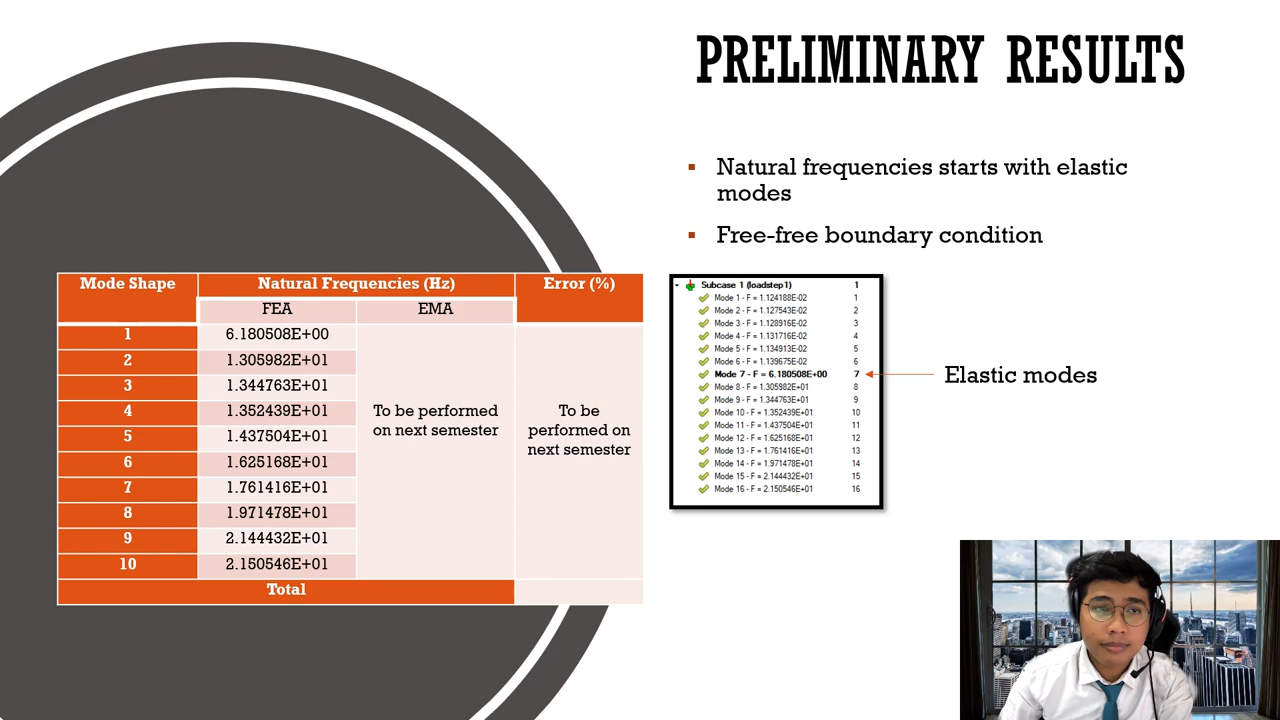 PRELIMINARY RESULTS
▪ Natural frequencies starts with elastic
modes
▪ Free-free boundary condition
Mode Shape Natural Frequencies (Hz) Error (%)
FEA EMA
1 6.180508E+00
2 1.305982E+01
3 1.344763E+01
4 1.352439E+01
5 1.437504E+01
6 1.625168E+01
7 1.761416E+01
8 1.971478E+01
9 2.144432E+01
10 2.150546E+01
To be performed
on next semester
To be
performed on
next semester
Total
Subcase 1 (loadstep1) 1
Mode 1 - F = 1.124188E-02 1
Mode 2 - F = 1.127543E-02 2
Mode 3 - F = 1.128916E-02 3
Mode 4 - F = 1.131716E-02 4
Mode 5 - F = 1.134913E-02 5
Mode 6 - F = 1.139675E-02 6
Mode 7 - F = 6.180508E+00 7
Mode 8 - F = 1.305982E+01 8
Mode 9 - F = 1.344763E+01 9
Mode 10 - F = 1.352439E+01 10
Mode 11 - F = 1.437504E+01 11
Mode 12 - F = 1.625168E+01 12
Mode 13 - F = 1.761416E+01 13
Mode 14 - F = 1.971478E+01 14
Mode 15 - F = 2.144432E+01 15
Mode 16 - F = 2.150546E+01 16
Elastic modes